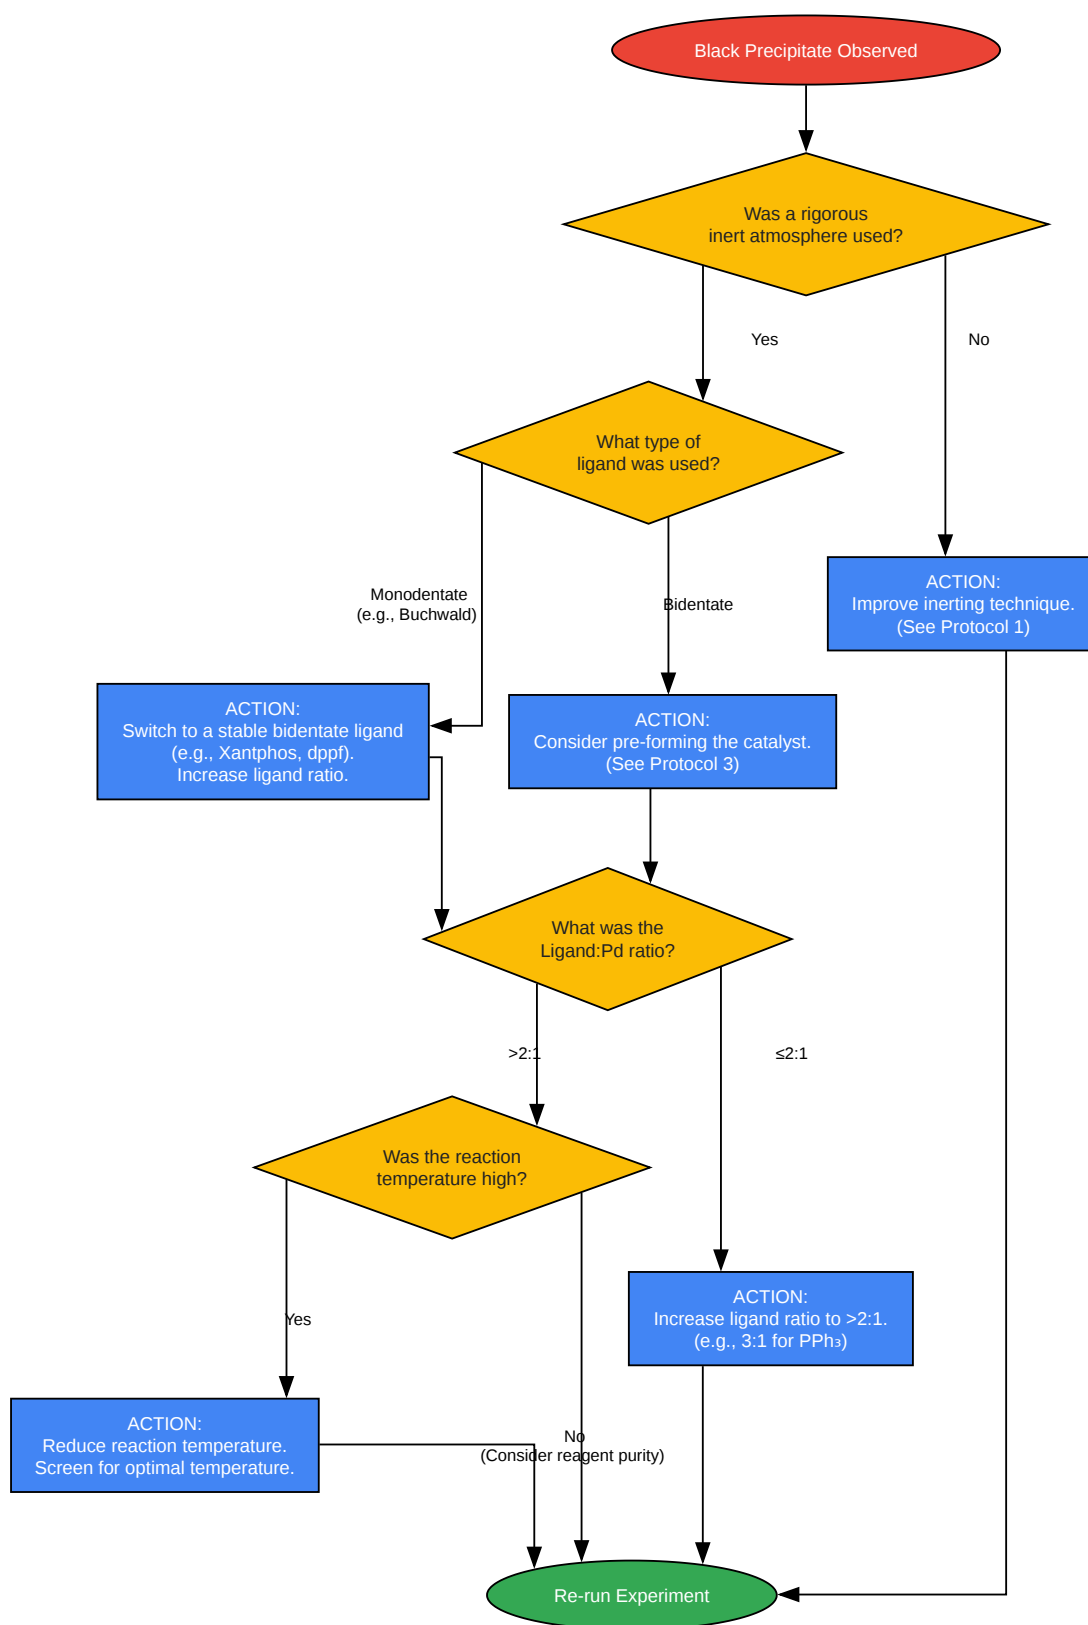 Black Precipitate Observed
Was a rigorous
inert atmosphere used?
Yes
No
What type of
ligand was used?
Monodentate
(e.g., Buchwald)
Bidentate
ACTION:
Improve inerting technique.
(See Protocol 1)
ACTION:
Switch to a stable bidentate ligand
(e.g., Xantphos, dppf).
Increase ligand ratio.
ACTION:
Consider pre-forming the catalyst.
(See Protocol 3)
What was the
Ligand:Pd ratio?
>2:1
≤2:1
Was the reaction
temperature high?
Yes
ACTION:
Increase ligand ratio to >2:1.
(e.g., 3:1 for PPh₃)
ACTION:
Reduce reaction temperature.
Screen for optimal temperature.
No
(Consider reagent purity)
Re-run Experiment